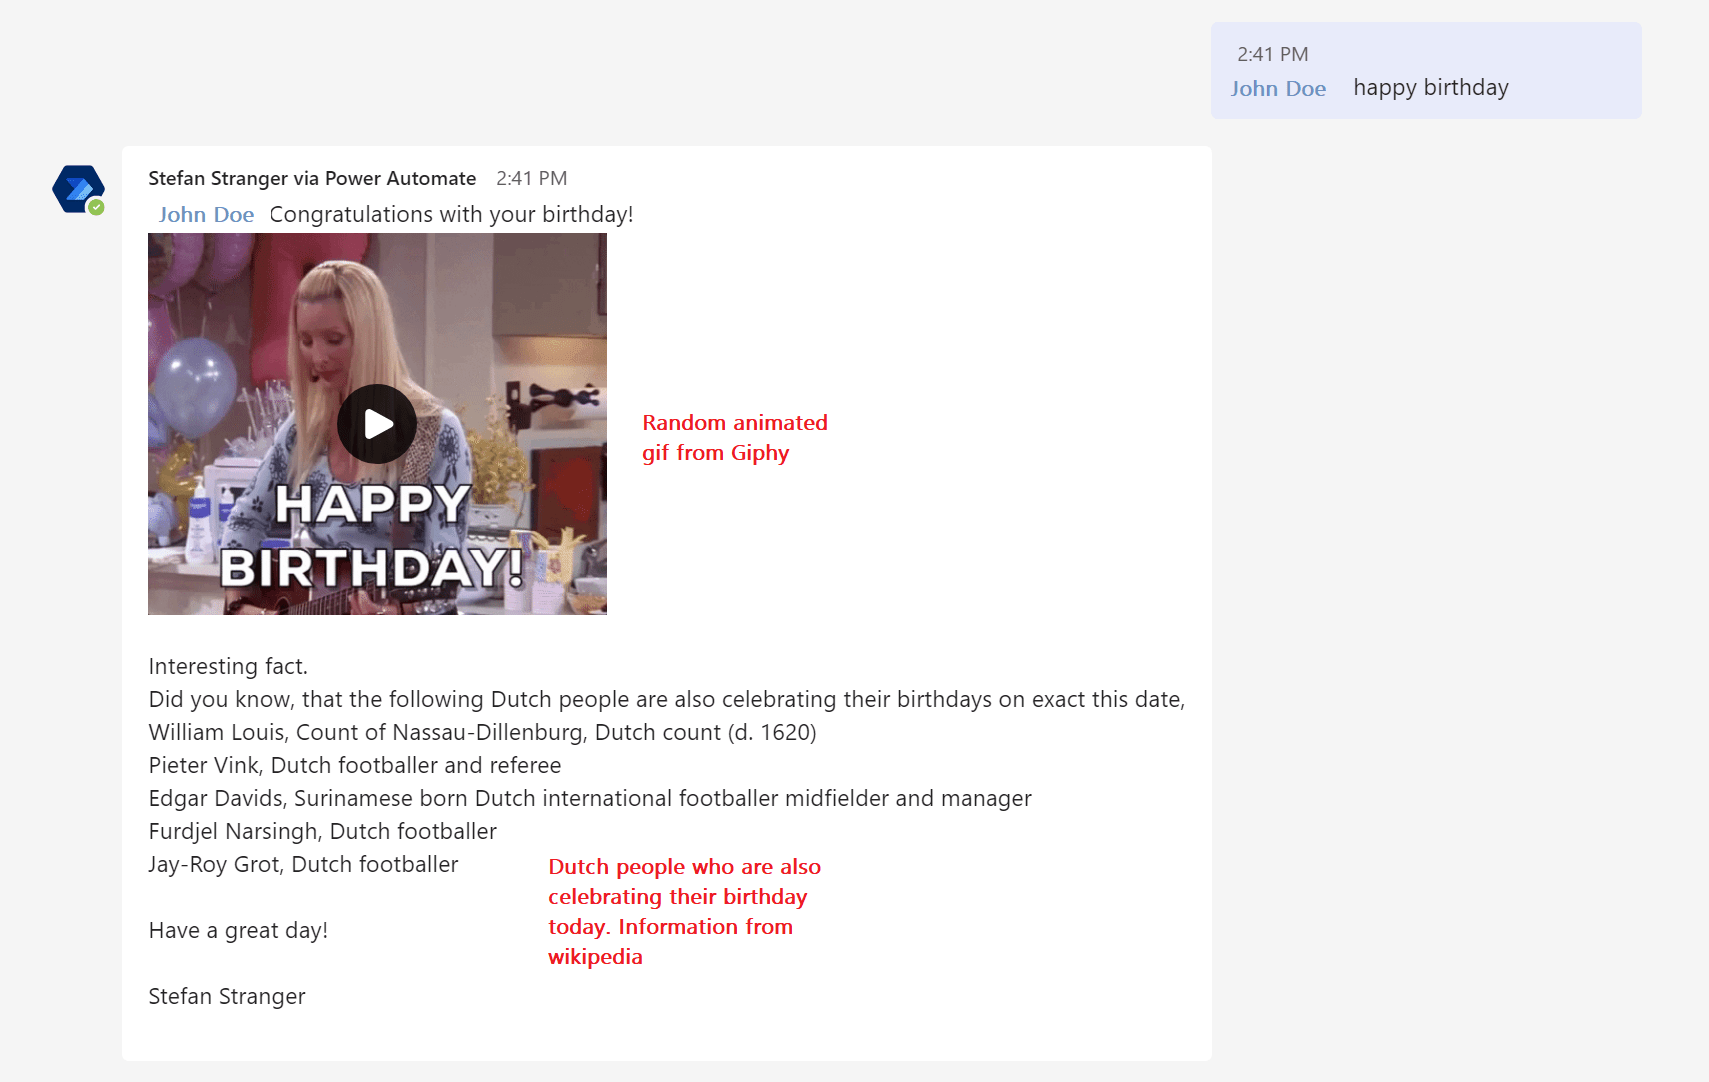 2:41 PM
John Doe happy birthday
Stefan Stranger via Power Automate 2:41 PM
John Doe Congratulations with your birthday!
HAPPY
BIRTHDAY!
Random animated
gif from Giphy
Interesting fact.
Did you know, that the following Dutch people are also celebrating their birthdays on exact this date,
William Louis, Count of Nassau-Dillenburg, Dutch count (d. 1620)
Pieter Vink, Dutch footballer and referee
Edgar Davids, Surinamese born Dutch international footballer midfielder and manager
Furdjel Narsingh, Dutch footballer
Jay-Roy Grot, Dutch footballer
Dutch people who are also
celebrating their birthday
today. Information from
wikipedia
Have a great day!
Stefan Stranger